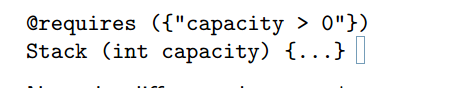 @requires ({"capacity > 0"})
Stack (int capacity) {...}